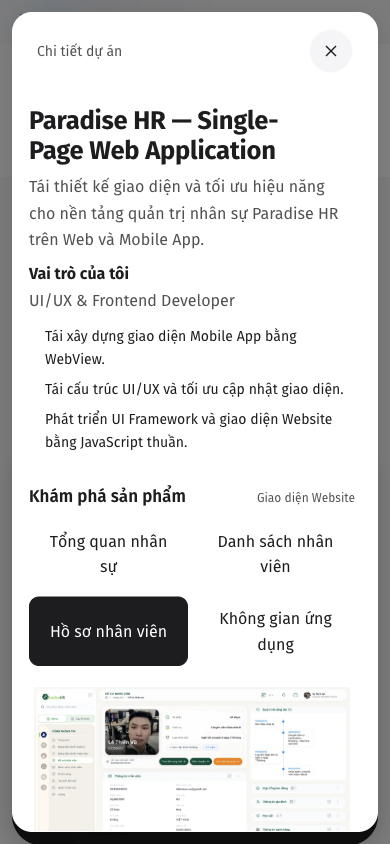 Chi tiết dự án
Paradise HR — Single-
Page Web Application
Tái thiết kế giao diện và tối ưu hiệu năng
cho nền tảng quản trị nhân sự Paradise HR
trên Web và Mobile App.
Vai trò của tôi
UI/UX & Frontend Developer
Tái xây dựng giao diện Mobile App bằng
WebView.
Tái cấu trúc UI/UX và tối ưu cập nhật giao diện.
Phát triển UI Framework và giao diện Website
bằng JavaScript thuần.
Khám phá sản phẩm
Giao diện Website
Tổng quan nhân
sự
Danh sách nhân
viên
Hồ sơ nhân viên
Không gian ứng
dụng